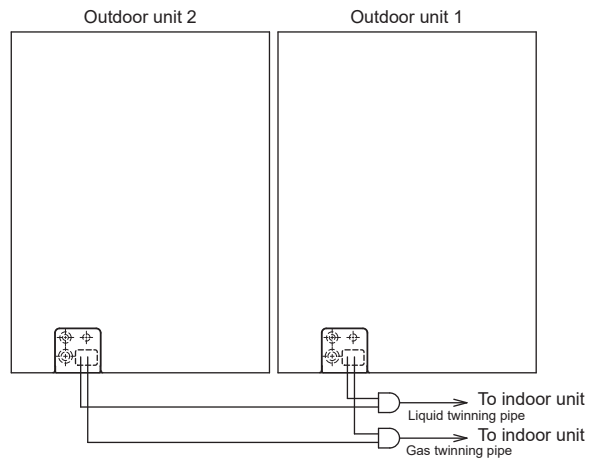 Outdoor unit 2
Outdoor unit 1
To indoor unit
Liquid twinning pipe
To indoor unit
Gas twinning pipe